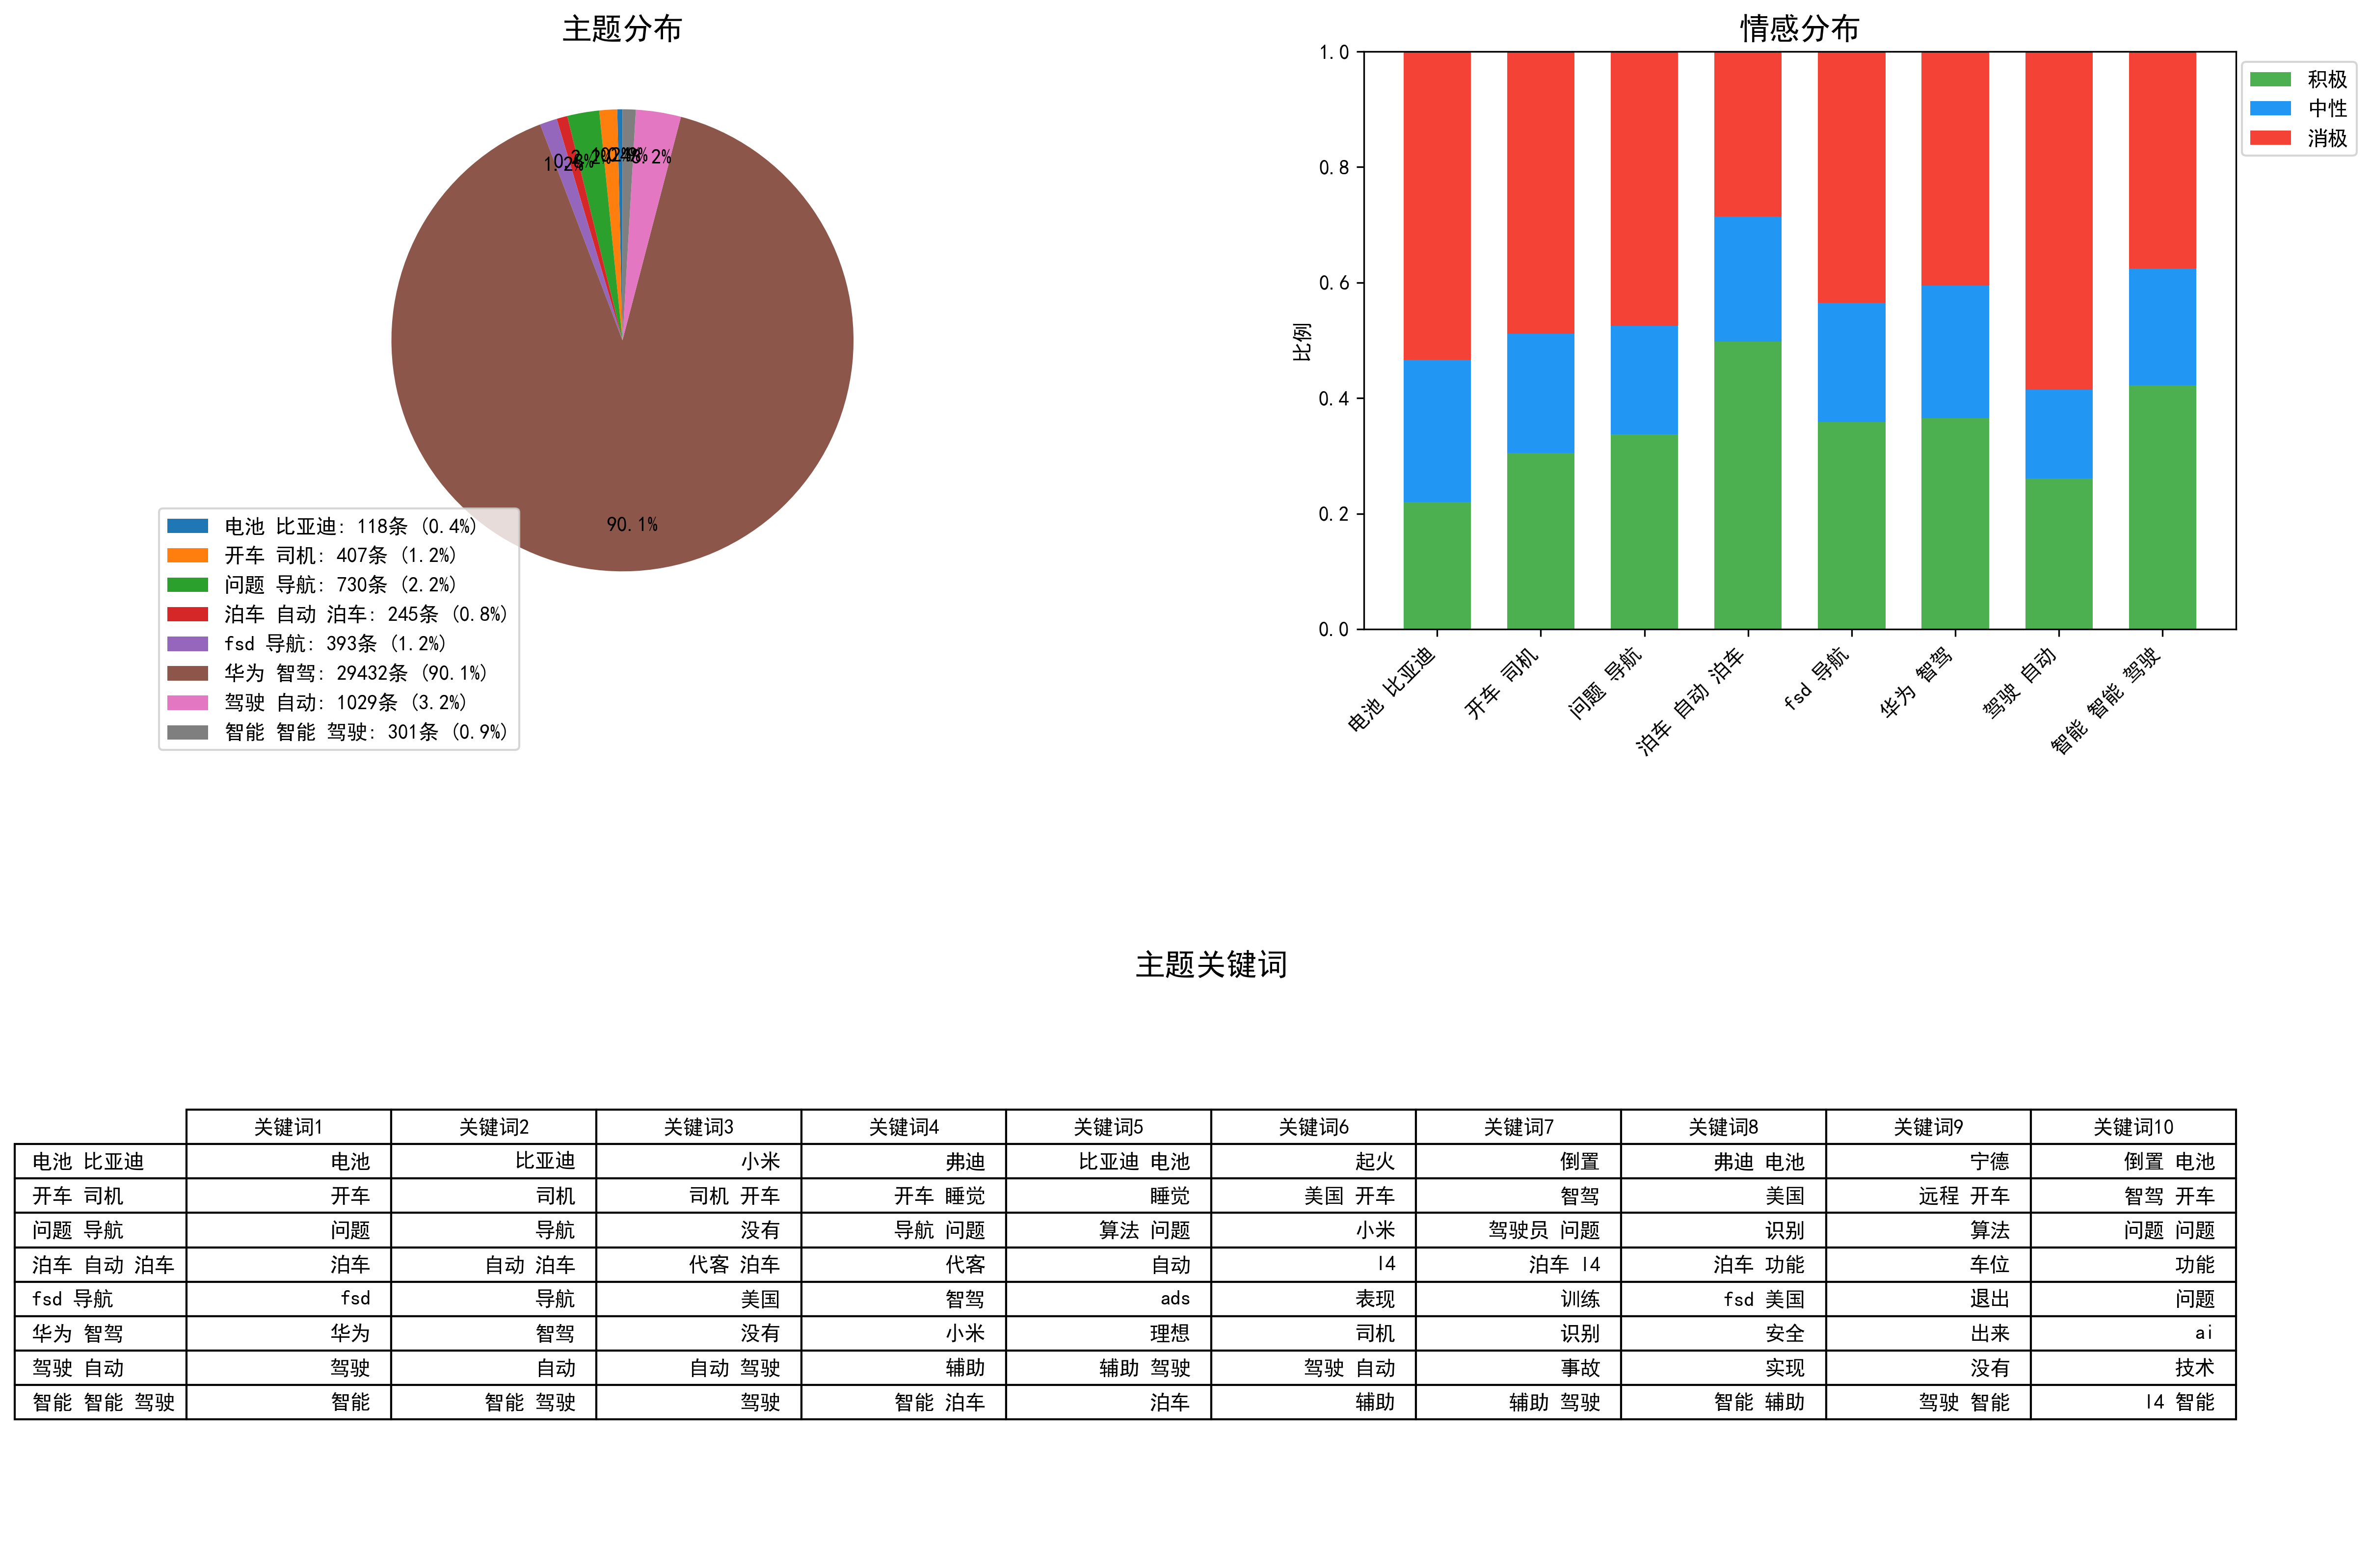 主题分布
1.2%
3.2%
90.1%
电池 比亚迪: 118条 (0.4%)
开车 司机: 407条 (1.2%)
问题 导航: 730条 (2.2%)
泊车 自动 泊车: 245条 (0.8%)
fsd 导航: 393条 (1.2%)
华为 智驾: 29432条 (90.1%)
驾驶 自动: 1029条 (3.2%)
智能 智能 驾驶: 301条 (0.9%)
情感分布
积极
中性
消极
比例
1.0
0.8
0.6
0.4
0.2
0.0
电池 比亚迪
开车 司机
问题 导航
泊车 自动 泊车
fsd 导航
华为 智驾
驾驶 自动
智能 智能 驾驶
主题关键词
关键词1 关键词2 关键词3 关键词4 关键词5 关键词6 关键词7 关键词8 关键词9 关键词10
电池 比亚迪 电池 比亚迪 小米 弗迪 比亚迪 电池 起火 倒置 弗迪 电池 宁德 倒置 电池
开车 司机 开车 司机 司机 开车 开车 睡觉 睡觉 美国 开车 智驾 美国 远程 开车 智驾 开车
问题 导航 问题 导航 没有 导航 问题 算法 问题 小米 驾驶员 问题 识别 算法 问题 问题
泊车 自动 泊车 泊车 自动 泊车 代客 泊车 代客 自动 l4 泊车 l4 泊车 功能 车位 功能
fsd 导航 fsd 导航 美国 智驾 ads 表现 训练 fsd 美国 退出 问题
华为 智驾 华为 智驾 没有 小米 理想 司机 识别 安全 出来 ai
驾驶 自动 驾驶 自动 自动 驾驶 辅助 辅助 驾驶 驾驶 自动 事故 实现 没有 技术
智能 智能 驾驶 智能 智能 驾驶 驾驶 智能 泊车 泊车 辅助 辅助 驾驶 智能 辅助 驾驶 智能 l4 智能